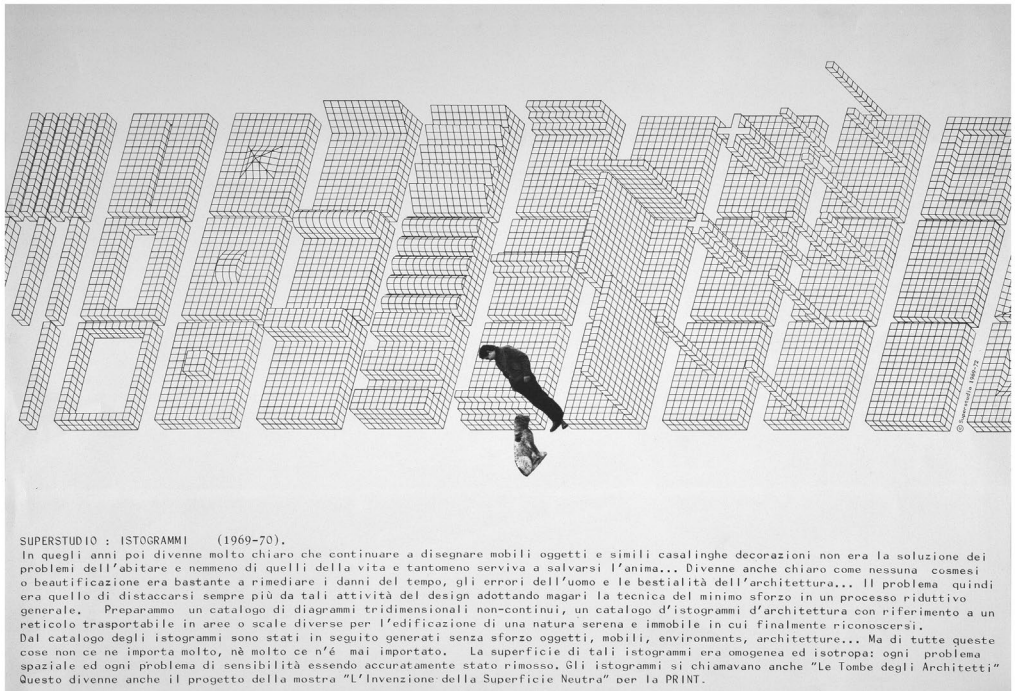 © Superstudio 1969-72
SUPERSTUDIO : ISTOGRAMMI (1969-70).
In quegli anni poi divenne molto chiaro che continuare a disegnare mobili oggetti e simili casalinghe decorazioni non era la soluzione dei
problemi dell'abitare e nemmeno di quelli della vita e tantomeno serviva a salvarsi l'anima... Divenne anche chiaro come nessuna cosmesi
o beautificazione era bastante a rimediare i danni del tempo, gli errori dell'uomo e le bestialità dell'architettura... Il problema quindi
era quello di distaccarsi sempre più da tali attività del design adottando magari la tecnica del minimo sforzo in un processo riduttivo
generale. Preparammo un catalogo di diagrammi tridimensionali non-continui, un catalogo d'istogrammi d'architettura con riferimento a un
reticolo trasportabile in aree o scale diverse per l'edificazione di una natura serena e immobile in cui finalmente riconoscersi.
Dal catalogo degli istogrammi sono stati in seguito generati senza sforzo oggetti, mobili, environments, architetture... Ma di tutte queste
cose non ce ne importa molto, nè molto ce n'é mai importato. La superficie di tali istogrammi era omogenea ed isotropa: ogni problema
spaziale ed ogni problema di sensibilità essendo accuratamente stato rimosso. Gli istogrammi si chiamavano anche "Le Tombe degli Architetti"
Questo divenne anche il progetto della mostra "L'Invenzione della Superficie Neutra" per la PRINT.